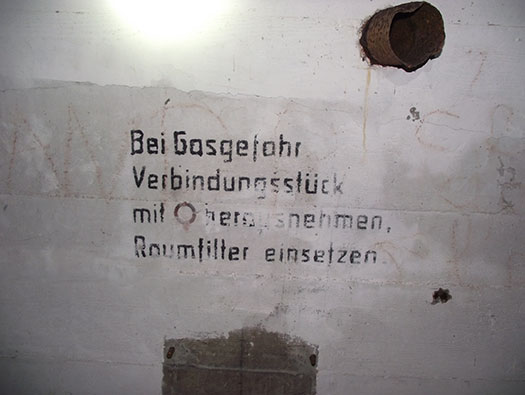 Bei Gasgefahr
Verbindungsstück
mit O herausnehmen,
Raumfilter einsetzen.